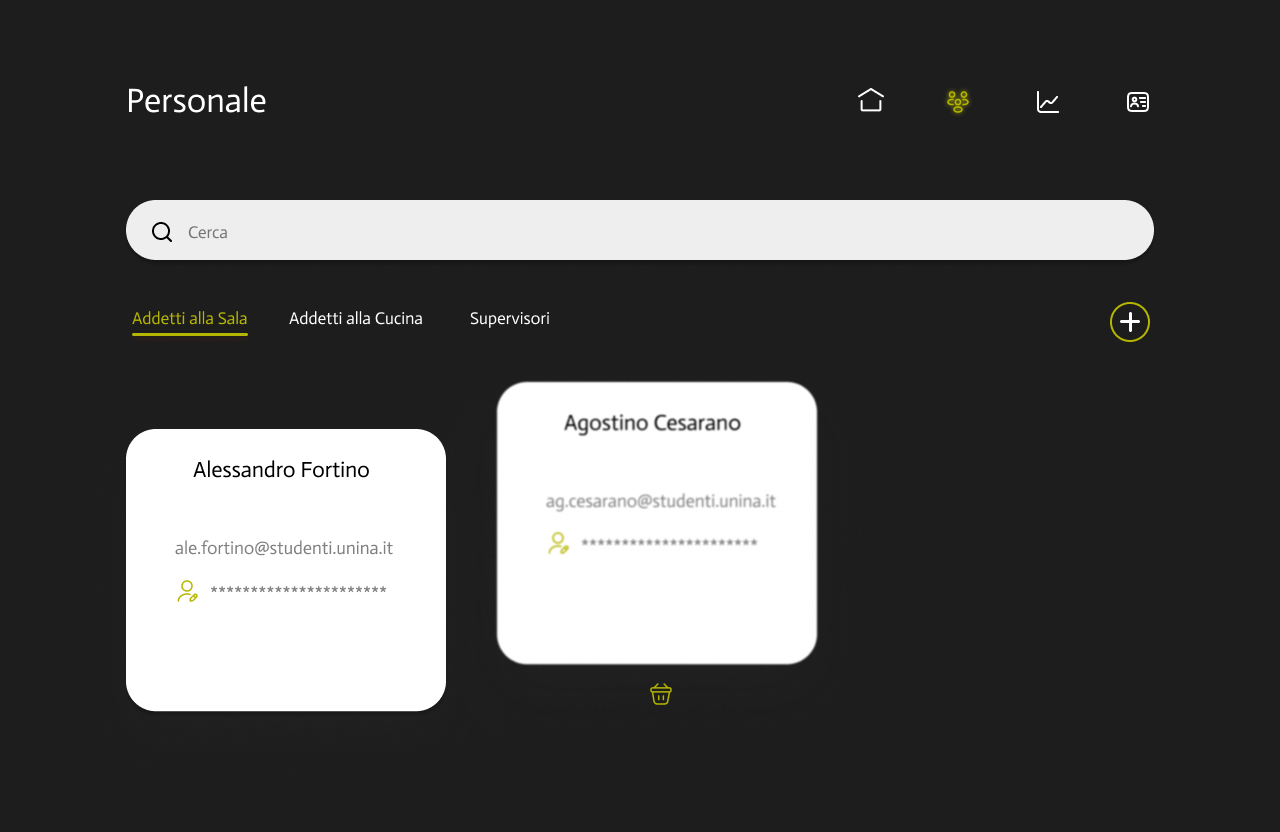 Personale
Cerca
Addetti alla Sala
Addetti alla Cucina
Supervisori
Alessandro Fortino
ale.fortino@studenti.unina.it
**********************
Agostino Cesarano
ag.cesarano@studenti.unina.it
**********************